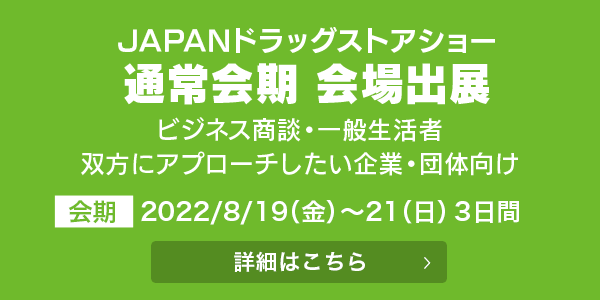 JAPANドラッグストアショー
通常会期 会場出展
ビジネス商談・一般生活者
双方にアプローチしたい企業・団体向け
会期 2022/8/19(金)～21(日) 3日間
詳細はこちら ＞